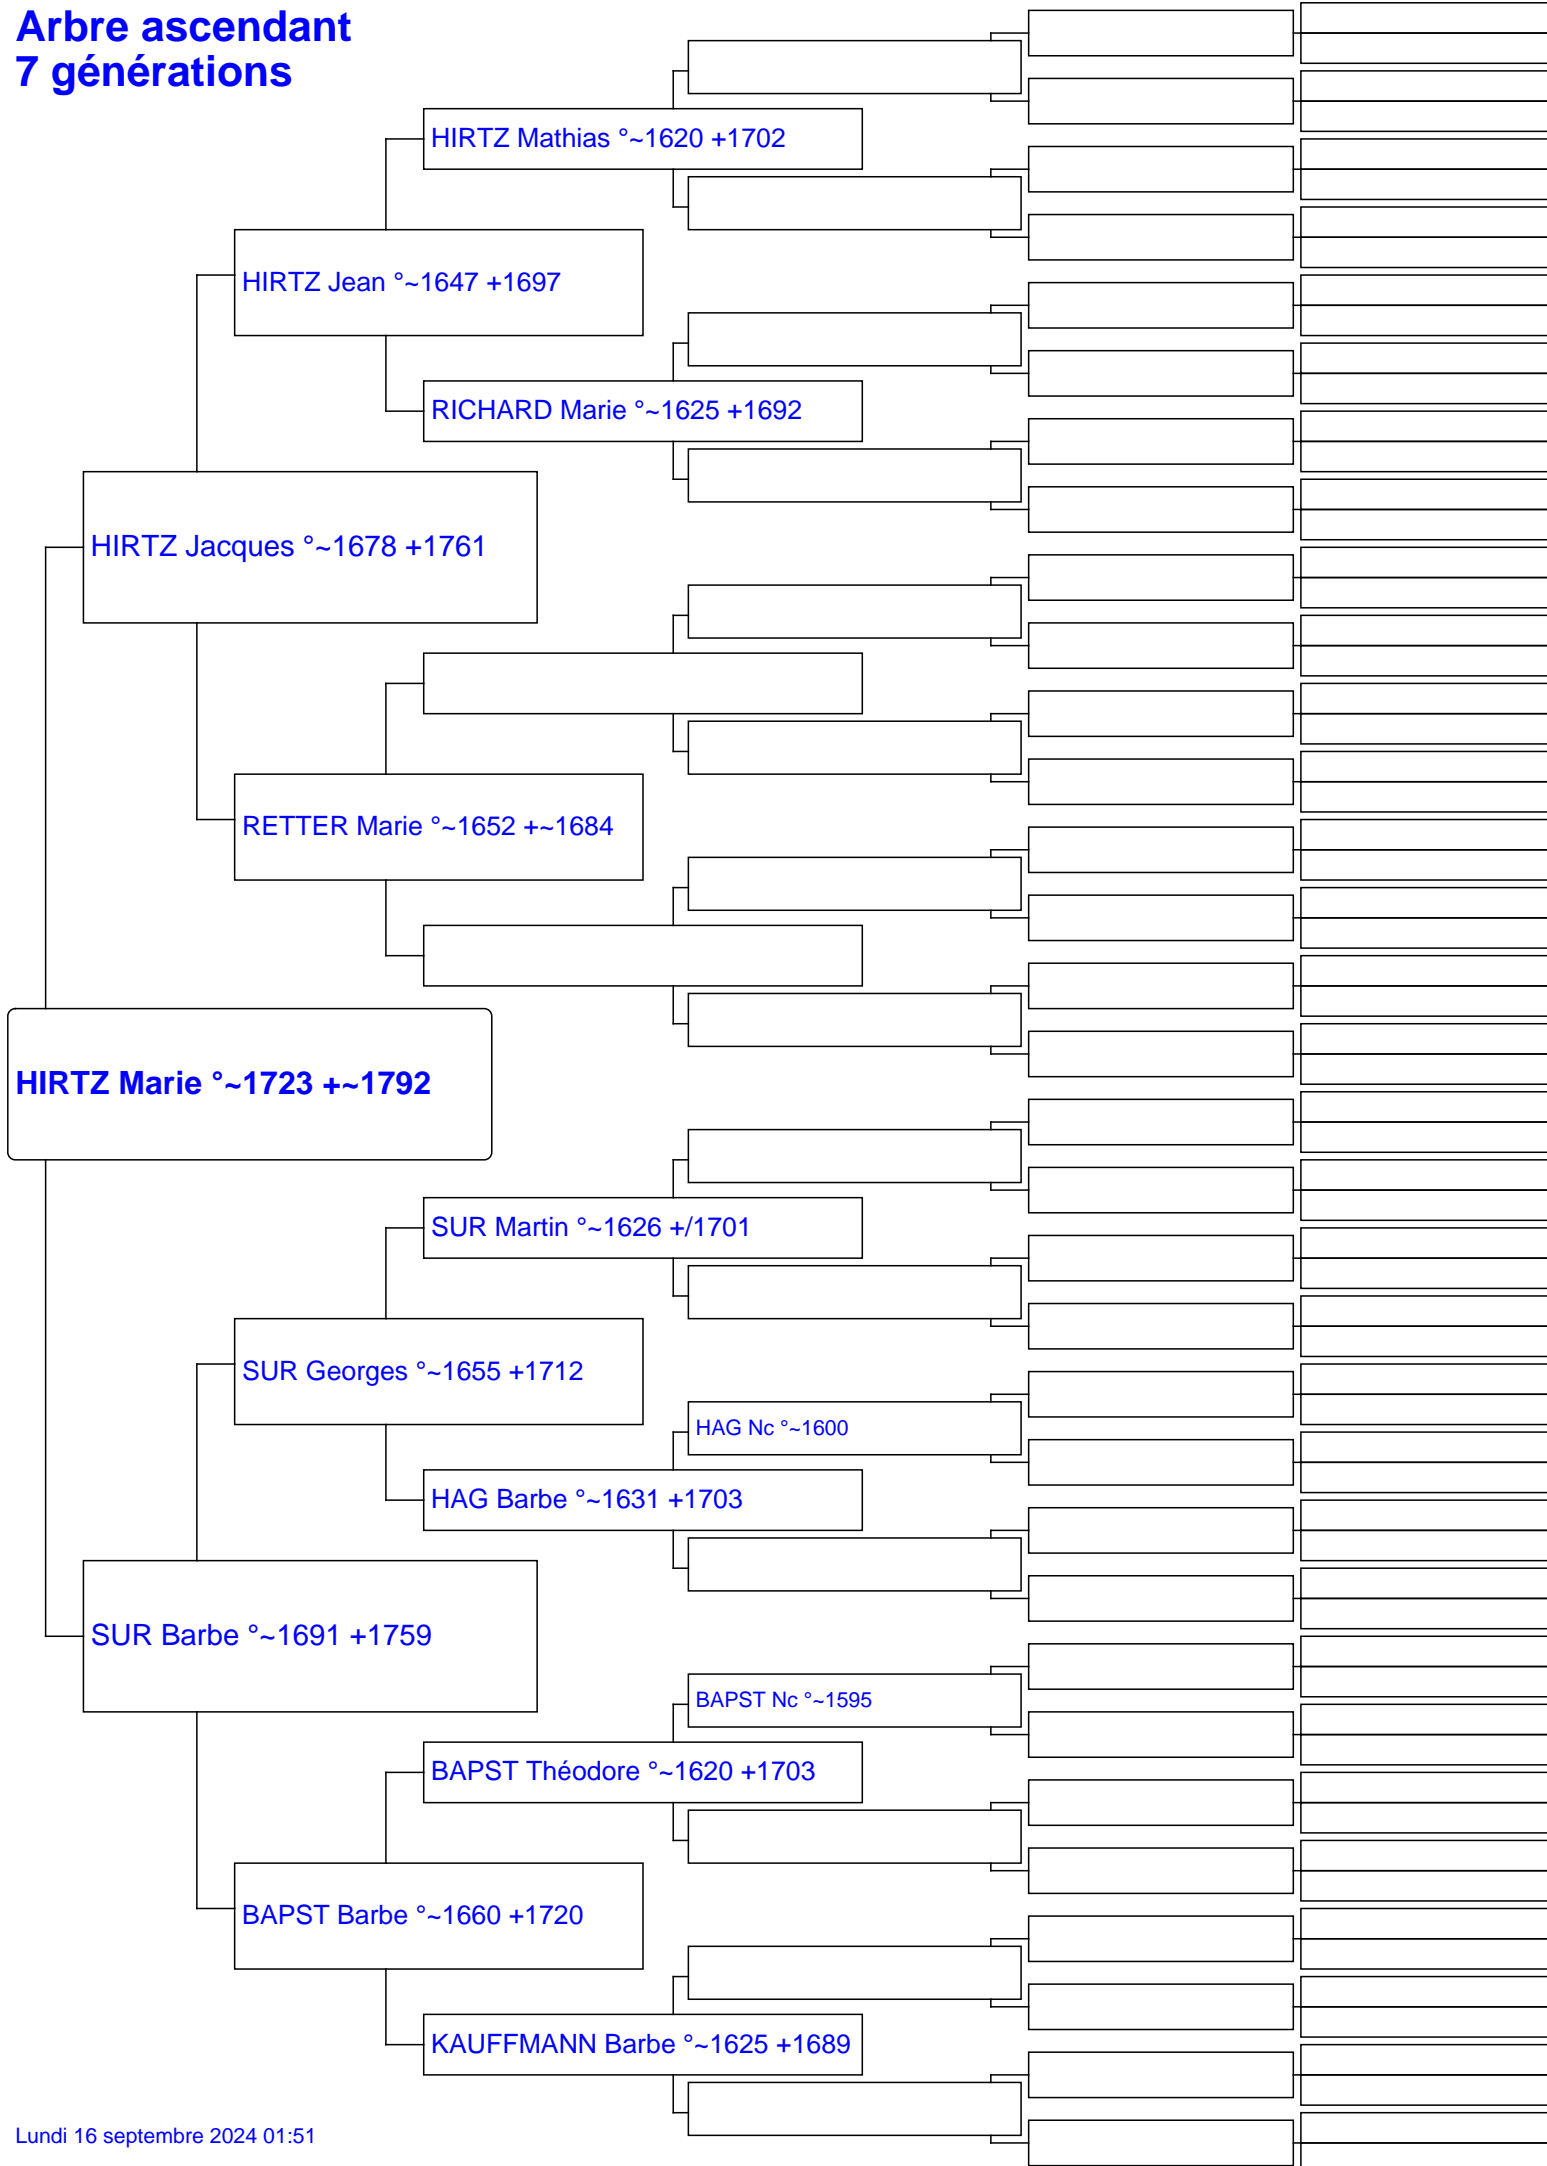 Arbre ascendant
7 générations
HIRTZ Mathias °~1620 +1702
HIRTZ Jean °~1647 +1697
RICHARD Marie °~1625 +1692
HIRTZ Jacques °~1678 +1761
RETTER Marie °~1652 +~1684
HIRTZ Marie °~1723 +~1792
SUR Martin °~1626 +/1701
SUR Georges °~1655 +1712
HAG Nc °~1600
HAG Barbe °~1631 +1703
SUR Barbe °~1691 +1759
BAPST Nc °~1595
BAPST Théodore °~1620 +1703
BAPST Barbe °~1660 +1720
KAUFFMANN Barbe °~1625 +1689
Lundi 16 septembre 2024 01:51